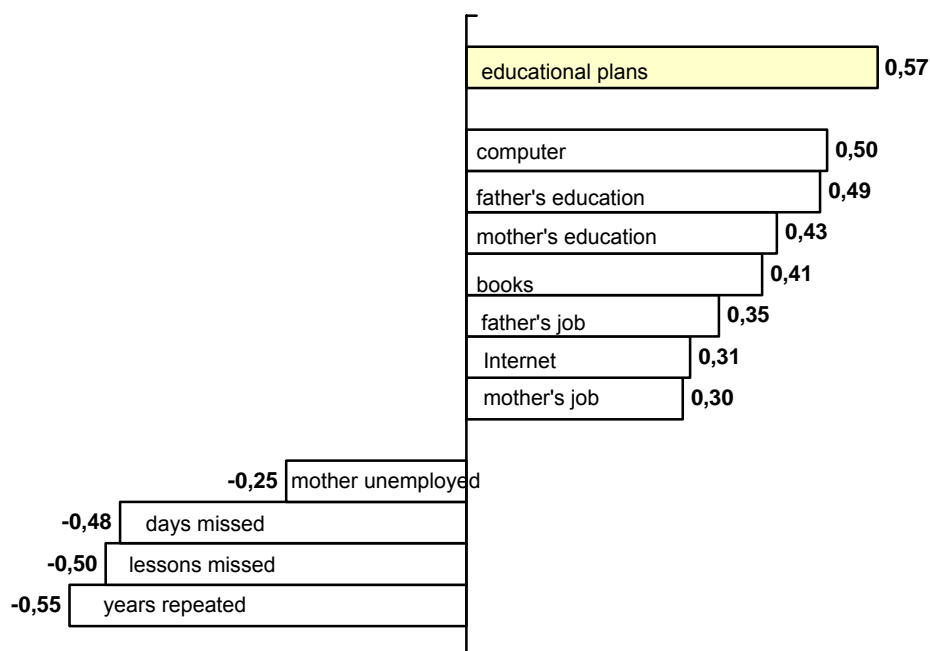 educational plans 0,57
computer 0,50
father's education 0,49
mother's education 0,43
books 0,41
father's job 0,35
Internet 0,31
mother's job 0,30
-0,25 mother unemployed
-0,48 days missed
-0,50 lessons missed
-0,55 years repeated